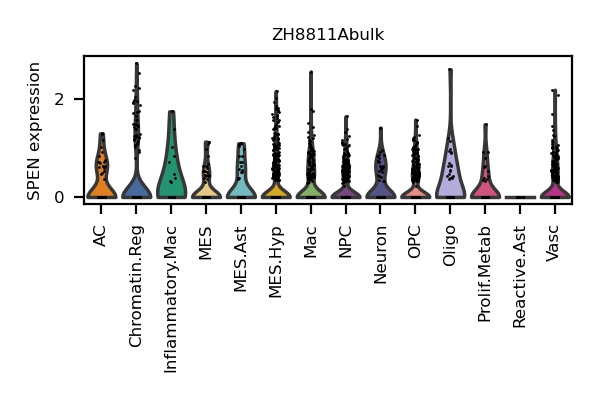 ZH8811Abulk
SPEN expression
2
0
AC
Chromatin.Reg
Inflammatory.Mac
MES
MES.Ast
MES.Hyp
Mac
NPC
Neuron
OPC
Oligo
Prolif.Metab
Reactive.Ast
Vasc